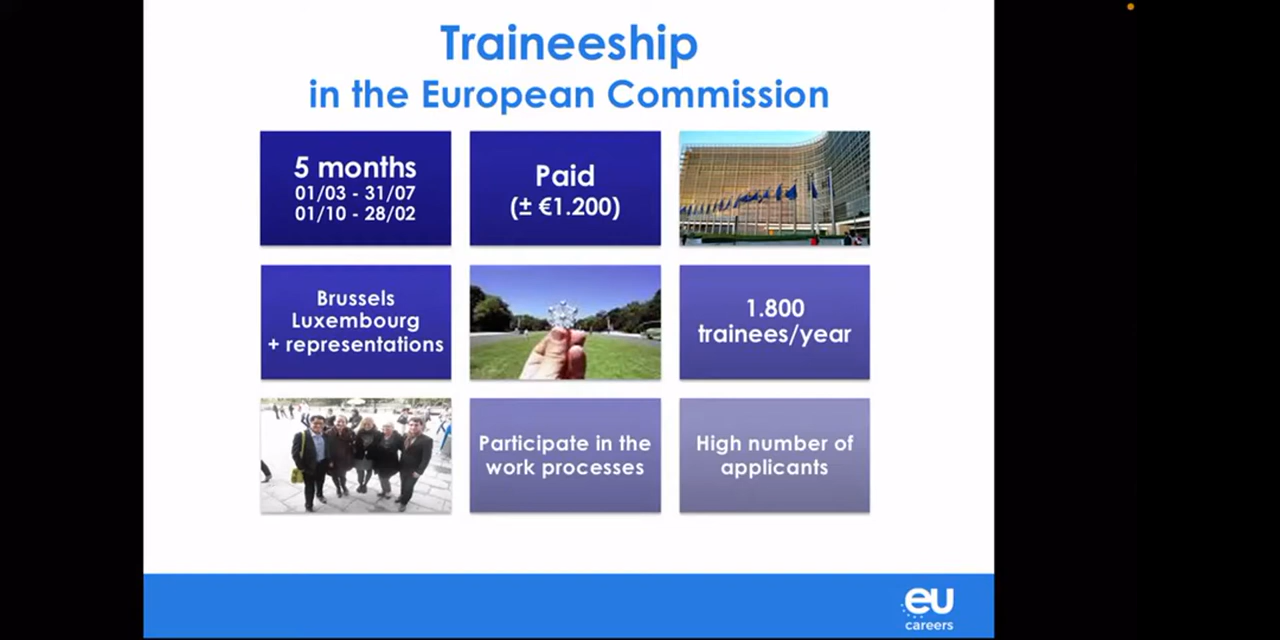 Traineeship
in the European Commission
5 months
01/03 - 31/07
01/10 - 28/02
Paid
(± €1.200)
Brussels
Luxembourg
+ representations
1.800
trainees/year
Participate in the
work processes
High number of
applicants
eu
careers